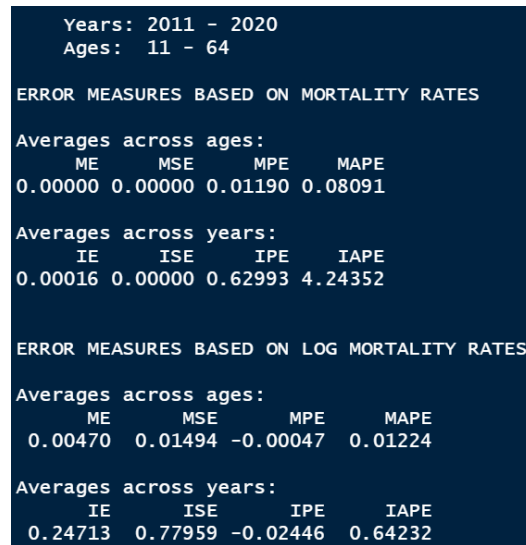 Years: 2011 - 2020
Ages: 11 - 64
ERROR MEASURES BASED ON MORTALITY RATES
Averages across ages:
ME MSE MPE MAPE
0.00000 0.00000 0.01190 0.08091
Averages across years:
IE ISE IPE IAPE
0.00016 0.00000 0.62993 4.24352
ERROR MEASURES BASED ON LOG MORTALITY RATES
Averages across ages:
ME MSE MPE MAPE
0.00470 0.01494 -0.00047 0.01224
Averages across years:
IE ISE IPE IAPE
0.24713 0.77959 -0.02446 0.64232